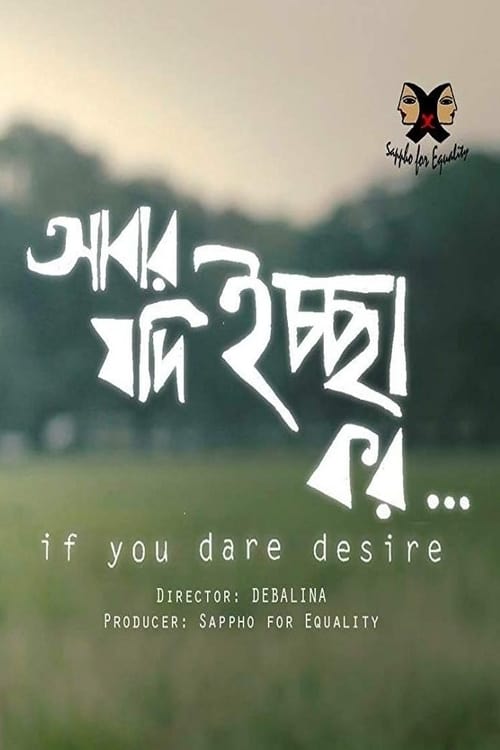 Sappho for Equality
আবার
যদি ইচ্ছা
কর ...
if you dare desire
DIRECTOR: DEBALINA
PRODUCER: SAPPHO FOR EQUALITY